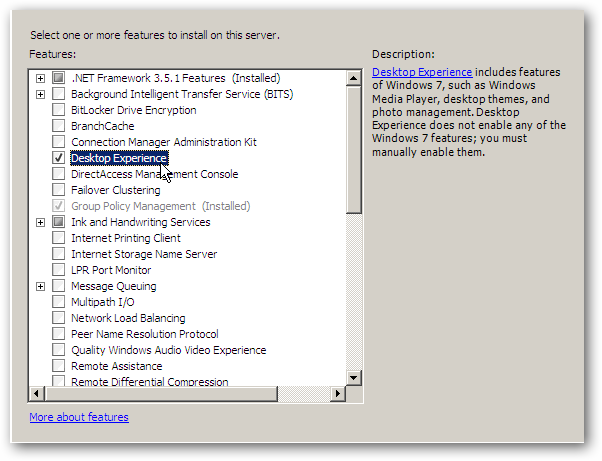 Select one or more features to install on this server.
Features:
.NET Framework 3.5.1 Features (Installed)
Background Intelligent Transfer Service (BITS)
BitLocker Drive Encryption
BranchCache
Connection Manager Administration Kit
Desktop Experience
DirectAccess Management Console
Failover Clustering
Group Policy Management (Installed)
Ink and Handwriting Services
Internet Printing Client
Internet Storage Name Server
LPR Port Monitor
Message Queuing
Multipath I/O
Network Load Balancing
Peer Name Resolution Protocol
Quality Windows Audio Video Experience
Remote Assistance
Remote Differential Compression
More about features
Description:
Desktop Experience includes features
of Windows 7, such as Windows
Media Player, desktop themes, and
photo management. Desktop
Experience does not enable any of the
Windows 7 features; you must
manually enable them.